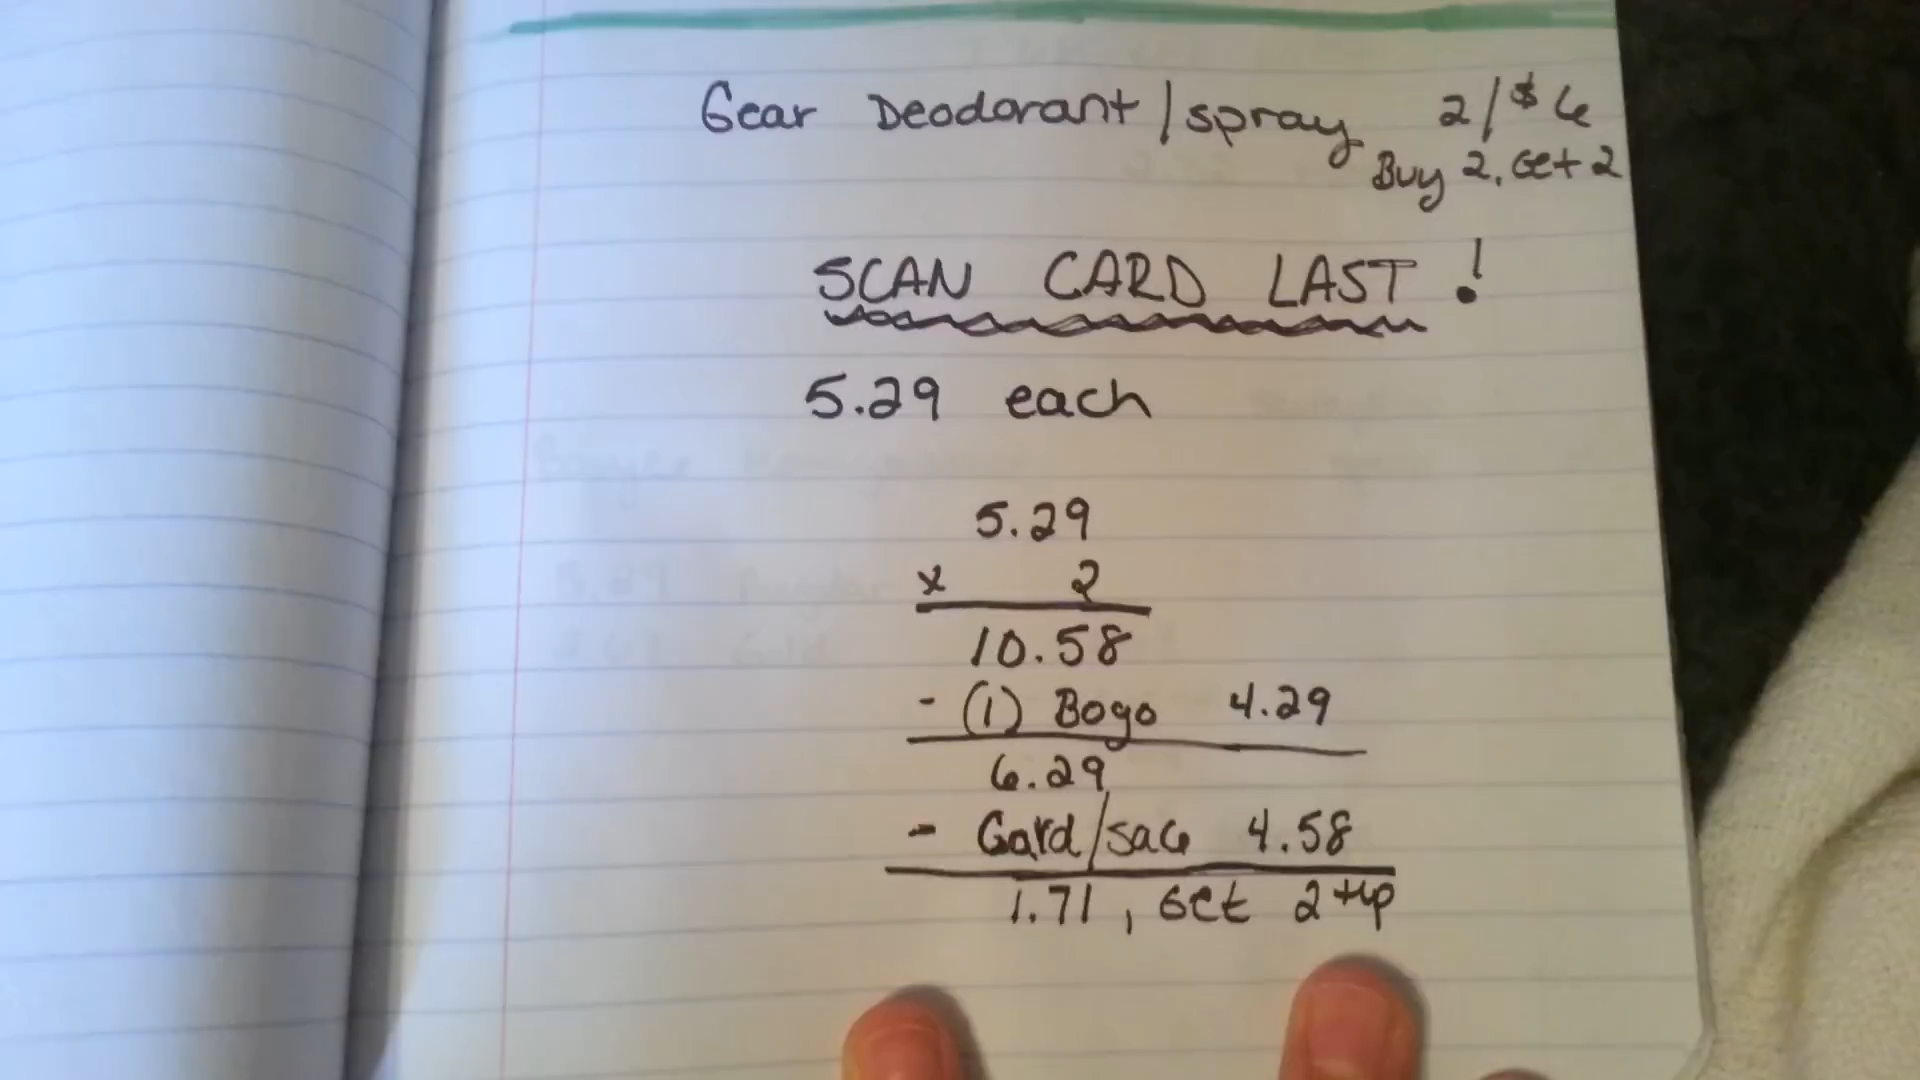 Gear Deodorant/spray 2/$6
Buy 2, Get 2
SCAN CARD LAST!
5.29 each
5.29
x 2
10.58
- (1) Bogo 4.29
6.29
- Card/sale 4.58
1.71, Get 2 + up